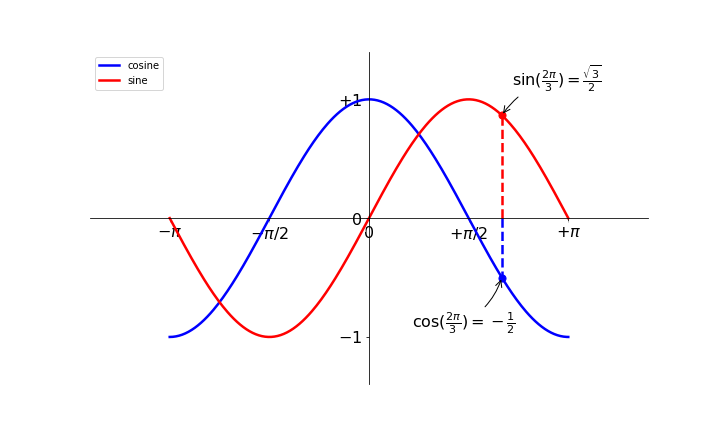 cosine
sine
sin(2π/3) = √3/2
+1
0
−π
−π/2
0
+π/2
+π
cos(2π/3) = −1/2
−1